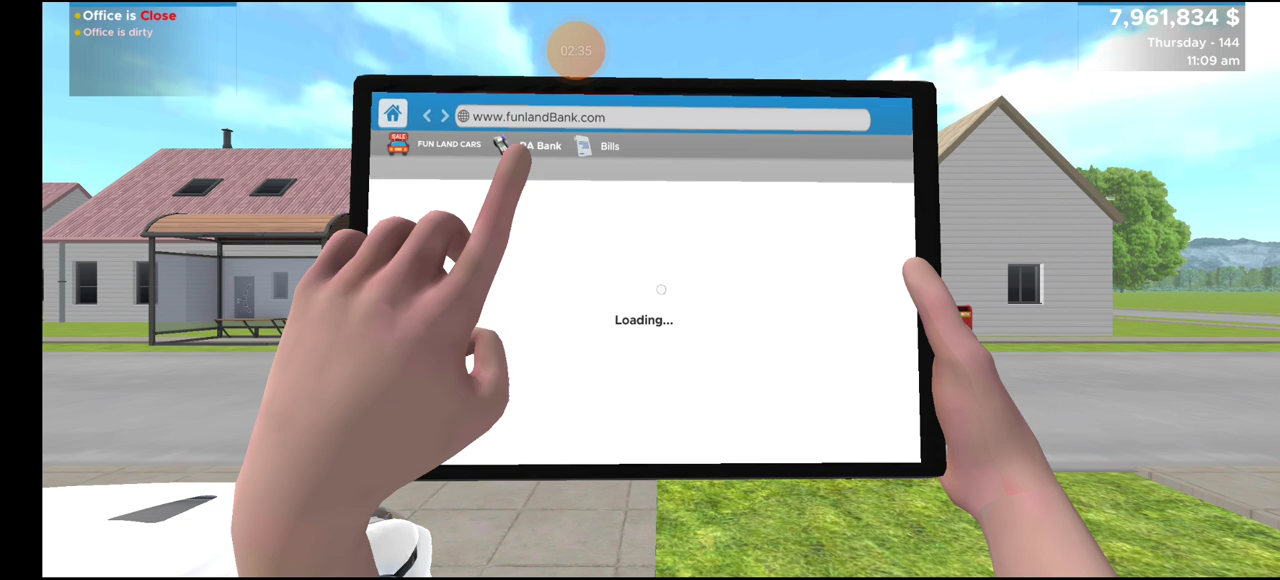 Office is Close
Office is dirty
02:35
7,961,834 $
Thursday - 144
11:09 am
www.funlandBank.com
SALE
FUN LAND CARS
Bank
Bills
Loading...